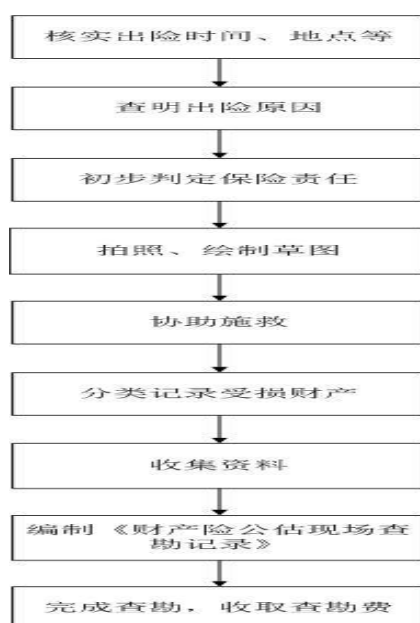 核实出险时间、地点等
查明出险原因
初步判定保险责任
拍照、绘制草图
协助施救
分类记录受损财产
收集资料
编制《财产险公估现场查
勘记录》
完成查勘，收取查勘费